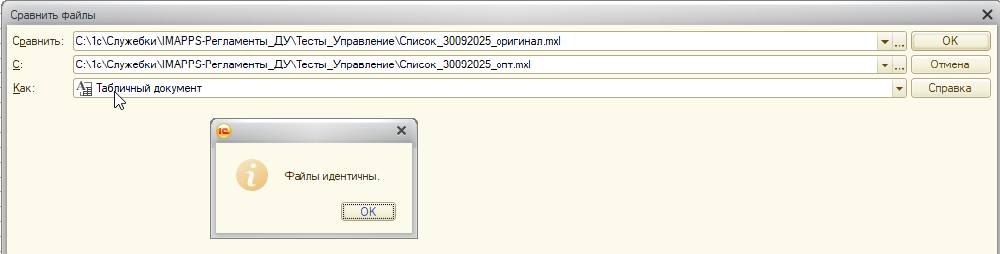 Сравнить файлы
Сравнить: C:\1c\Служебки\IMAPPS-Регламенты_ДУ\Тесты_Управление\Список_30092025_оригинал.mxl ... OK
С: C:\1c\Служебки\IMAPPS-Регламенты_ДУ\Тесты_Управление\Список_30092025_опт.mxl ... Отмена
Как: Табличный документ Справка
1С
Файлы идентичны.
OK